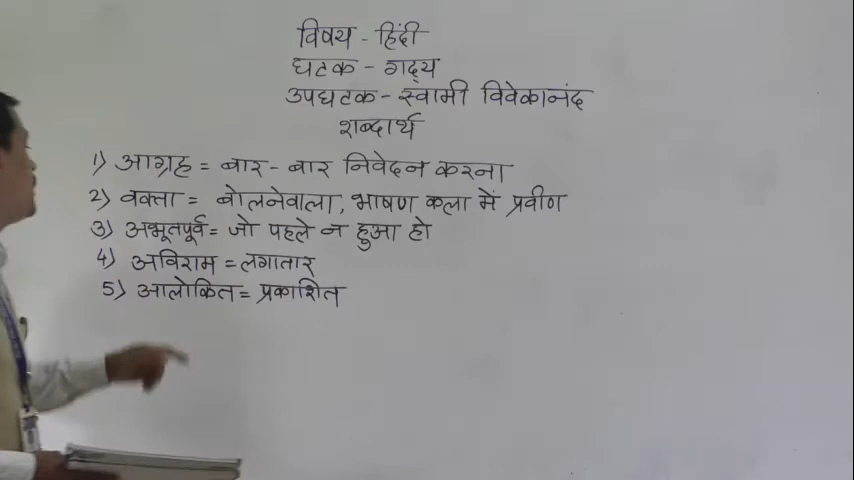 विषय - हिंदी
घटक - गद्य
उपघटक - स्वामी विवेकानंद
शब्दार्थ
1) आग्रह = बार - बार निवेदन करना
2) वक्ता = बोलनेवाला, भाषण कला में प्रवीण
3) अभूतपूर्व = जो पहले न हुआ हो
4) अविराम = लगातार
5) आलोकित = प्रकाशित